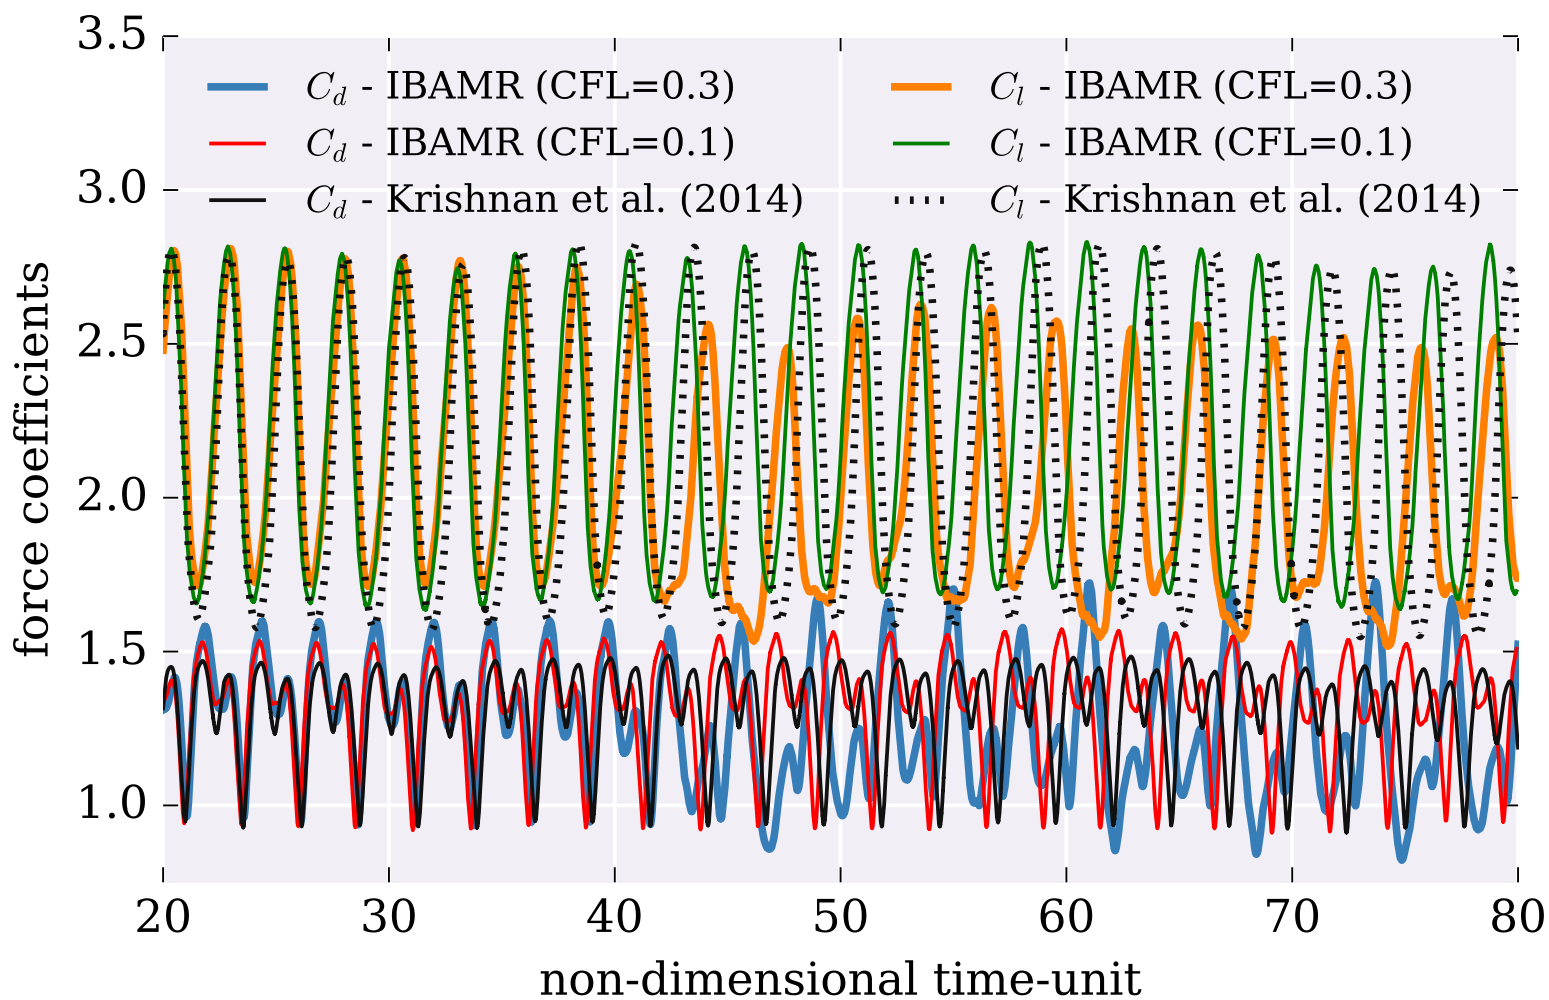 3.5
3.0
2.5
2.0
1.5
1.0
force coefficients
C_d - IBAMR (CFL=0.3)
C_d - IBAMR (CFL=0.1)
C_d - Krishnan et al. (2014)
C_l - IBAMR (CFL=0.3)
C_l - IBAMR (CFL=0.1)
C_l - Krishnan et al. (2014)
20 30 40 50 60 70 80
non-dimensional time-unit